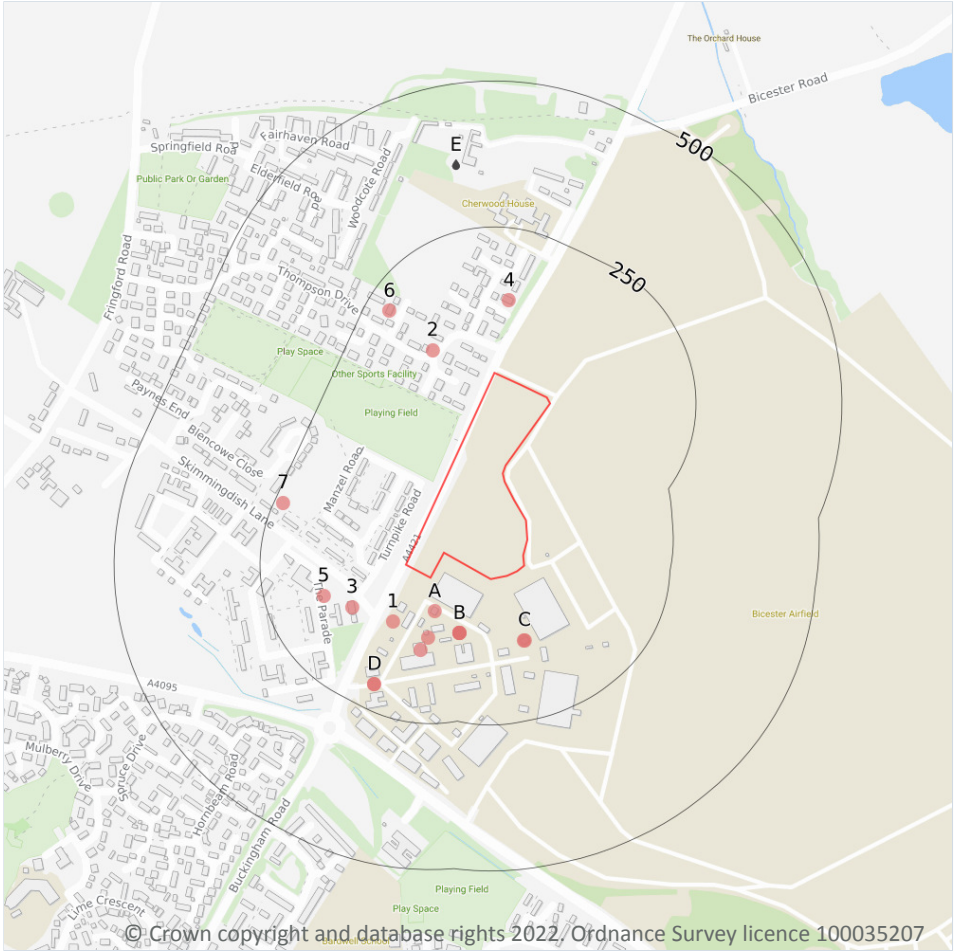 The Orchard House
Bicester Road
500
Fairhaven Road
Springfield Road
E
Elderfield Road
Woodcote Road
Public Park Or Garden
Cherwood House
Fringford Road
250
Thompson Drive
4
6
2
Play Space
Other Sports Facility
Playing Field
Paynes End
Blencowe Close
Skimmingdish Lane
Manzel Road
7
Turnpike Road
A4421
5
3
The Parade
1
A
B
C
D
Bicester Airfield
A4095
Mulberry Drive
Spruce Drive
Hornbeam Road
Buckingham Road
Lime Crescent
Playing Field
Play Space
Bardwell School
© Crown copyright and database rights 2022. Ordnance Survey licence 100035207